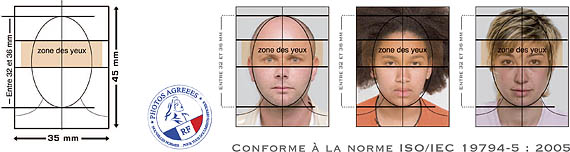 zone des yeux
Entre 32 et 36 mm
45 mm
35 mm
PHOTOS AGRÉÉES
RF
ENTRE 32 ET 36 MM
zone des yeux
ENTRE 32 ET 36 MM
zone des yeux
ENTRE 32 ET 36 MM
zone des yeux
CONFORME À LA NORME ISO/IEC 19794-5 : 2005